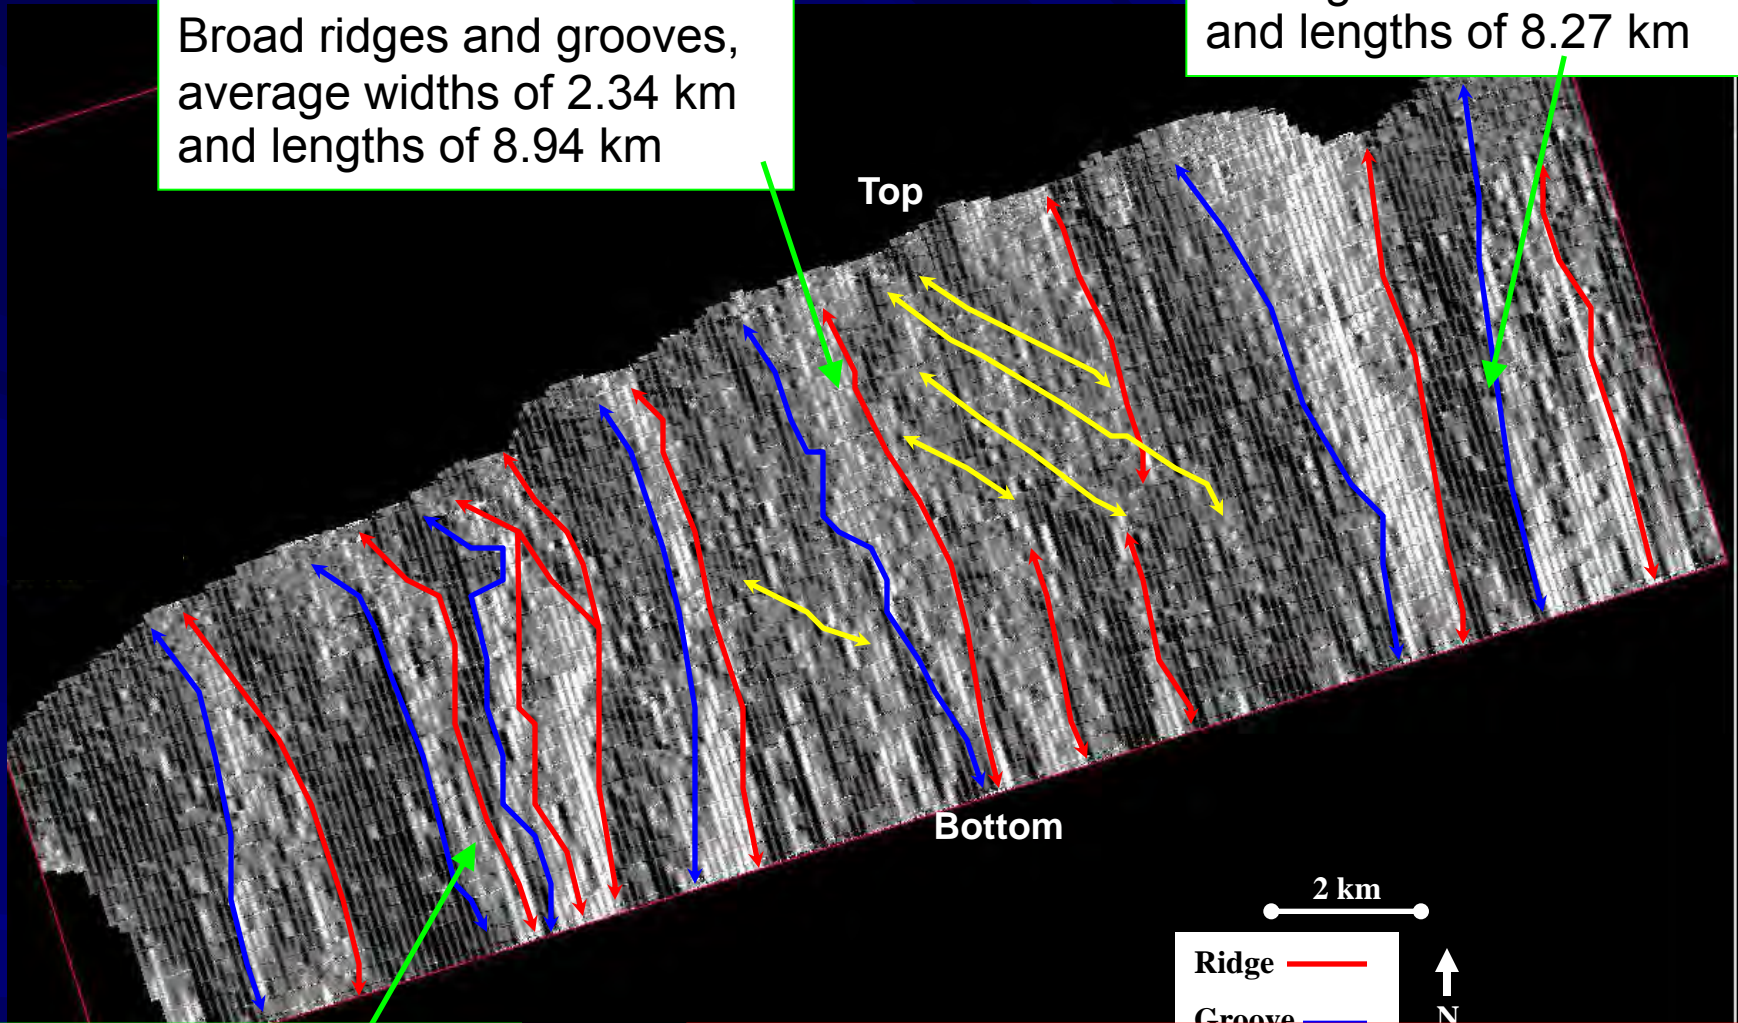 Broad ridges and grooves,
average widths of 2.34 km
and lengths of 8.94 km
and lengths of 8.27 km
Top
Bottom
2 km
Ridge
Groove
N